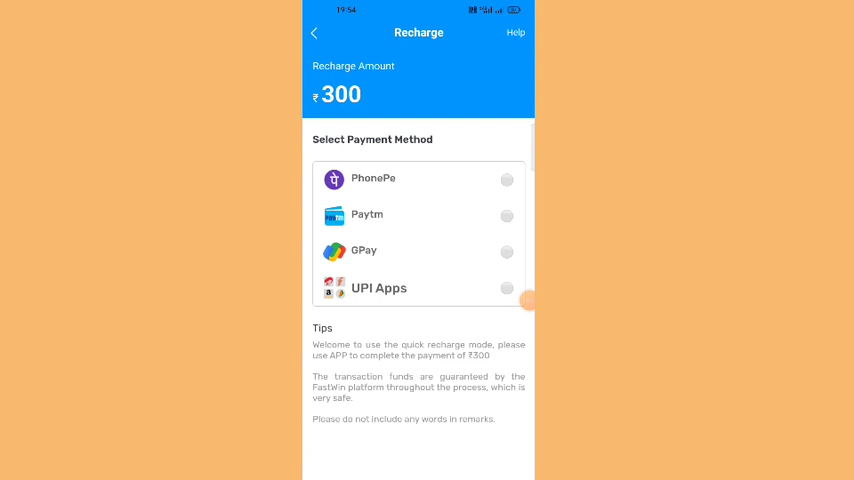 19:54
Recharge
Help
Recharge Amount
₹ 300
Select Payment Method
पे PhonePe
Paytm Paytm
GPay
a UPI Apps
Tips
Welcome to use the quick recharge mode, please
use APP to complete the payment of ₹300
The transaction funds are guaranteed by the
FastWin platform throughout the process, which is
very safe.
Please do not include any words in remarks.